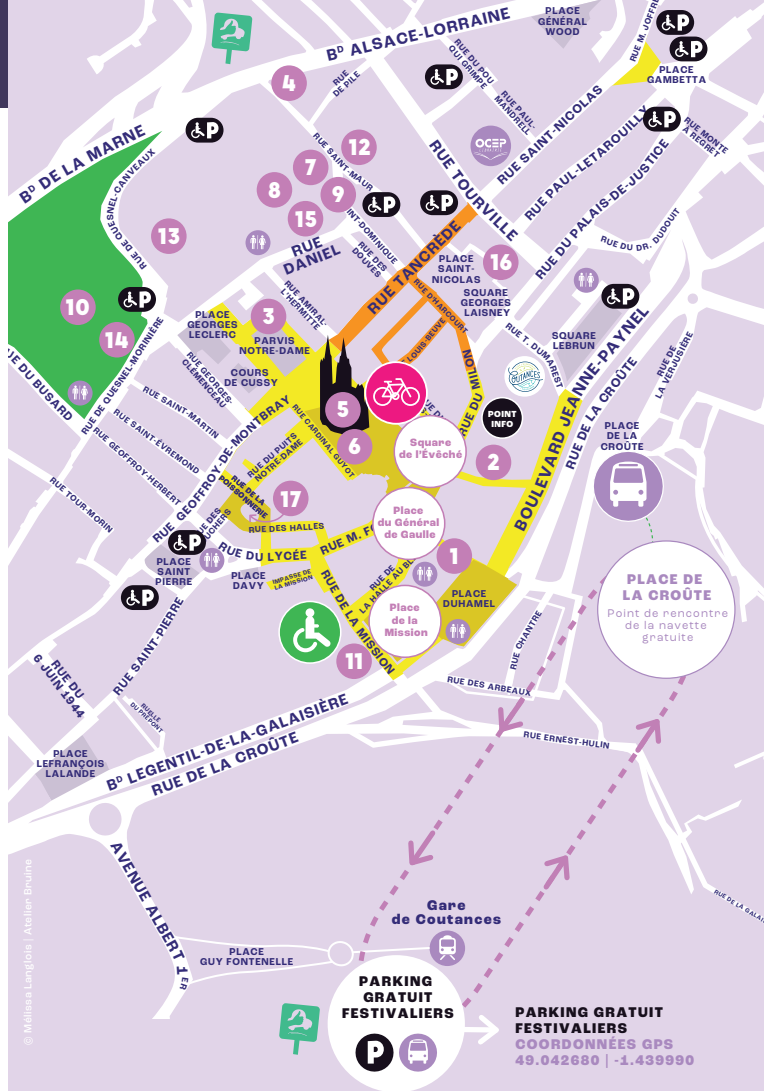 PLACE
GÉNÉRAL
WOOD
RUE M. JOFFRE
P
P
PLACE
GAMBETTA
BD ALSACE-LORRAINE
RUE DU POU
QUI GRIMPE
P
RUE
DE PILE
4
RUE PAUL-
MANDRELL
RUE SAINT-NICOLAS
P
RUE MONTE
À REGRET
BD DE LA MARNE
P
RUE SAINT-MAUR
12
OCEP
RUE TOURVILLE
RUE PAUL-LETAROUILLY
RUE DU PALAIS-DE-JUSTICE
7
8
9
15
P
P
RUE DE QUESNEL-CANVEAUX
13
RUE
DANIEL
RUE DES
DOUVES
RUE TANCRÈDE
PLACE
SAINT-
NICOLAS
16
RUE DU DR. DUDOUIT
SQUARE
GEORGES
LAISNEY
RUE AMIRAL-
L'HERMITTE
RUE D'HARCOURT
P
P
10
14
PLACE
GEORGES
LECLERC
3
PARVIS
NOTRE-DAME
COURS
DE CUSSY
RUE GEORGES-
CLÉMENCEAU
RUE DE QUESNEL-MORINIÈRE
RUE DU BUSARD
RUE T. DUMAREST
SQUARE
LEBRUN
COUTANCES
BOULEVARD JEANNE-PAYNEL
RUE DE LA CROÛTE
RUE DE
LA VERJUSIÈRE
RUE DU MILON
POINT
INFO
5
6
Square
de l'Évêché
2
PLACE
DE LA
CROÛTE
RUE SAINT-MARTIN
RUE SAINT-ÉVREMOND
RUE GEOFFROY-HERBERT
RUE GEOFFROY-DE-MONTBRAY
RUE CARDINAL GUYOT
RUE DU PUITS
NOTRE-DAME
RUE DE LA
POISSONNERIE
17
RUE DES HALLES
RUE TOUR-MORIN
Place
du Général
de Gaulle
P
RUE DU LYCÉE
1
PLACE
SAINT
PIERRE
PLACE
DAVY
IMPASSE DE
LA MISSION
P
RUE DE LA MISSION
Place
de la
Mission
PLACE
DUHAMEL
PLACE DE
LA CROÛTE
Point de rencontre
de la navette
gratuite
11
RUE SAINT-PIERRE
RUE CHANTRE
RUE DES ARBEAUX
RUE DU
6 JUIN 1944
RUELLE
DU PRÉPONT
RUE ERNEST-HULIN
PLACE
LEFRANÇOIS
LALANDE
BD LEGENTIL-DE-LA-GALAISIÈRE
RUE DE LA CROÛTE
AVENUE ALBERT 1ER
Gare
de Coutances
PLACE
GUY FONTENELLE
PARKING
GRATUIT
FESTIVALIERS
P
PARKING GRATUIT
FESTIVALIERS
COORDONNÉES GPS
49.042680 | -1.439990
© Mélissa Langlois | Atelier Bruine